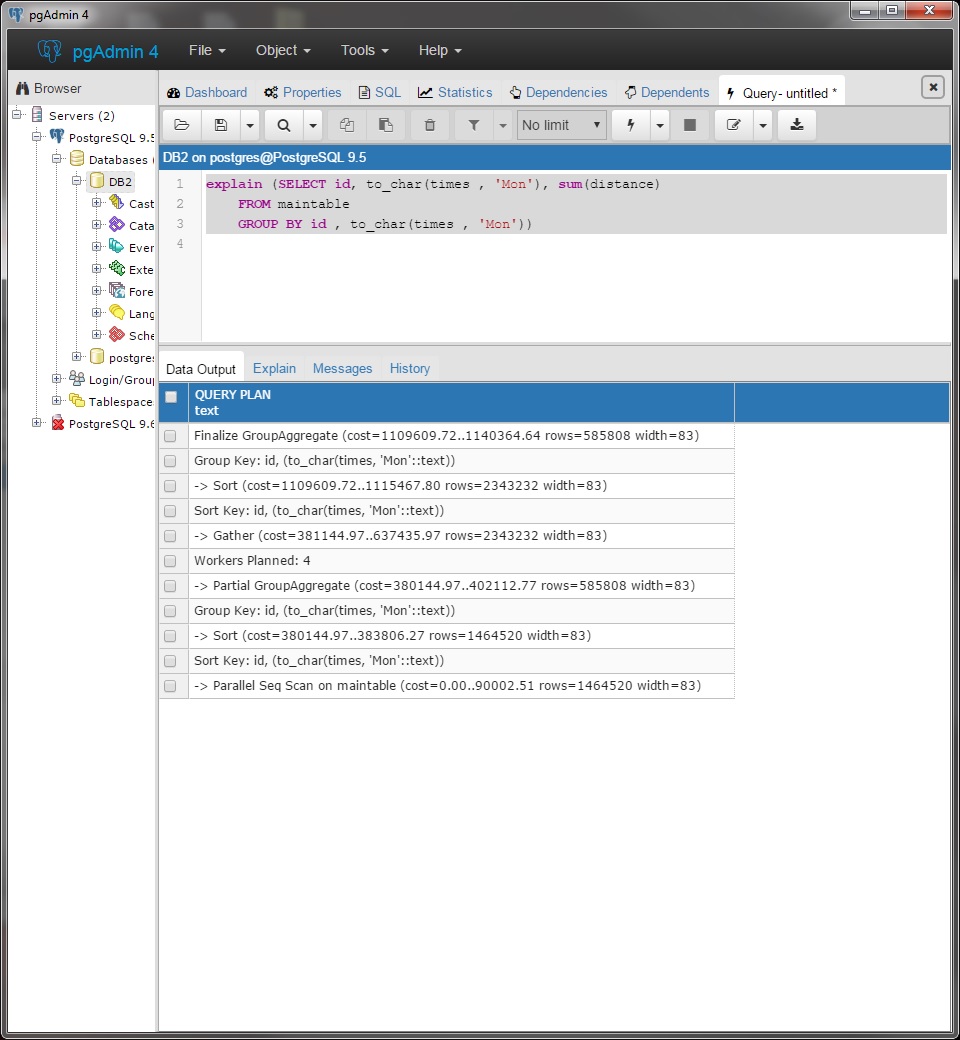 pgAdmin 4
pgAdmin 4 File Object Tools Help
Browser
Dashboard Properties SQL Statistics Dependencies Dependents Query- untitled *
Servers (2)
PostgreSQL 9.5
Databases (
DB2
Cast
Cata
Even
Exte
Fore
Lang
Sche
postgres
Login/Group
Tablespace
PostgreSQL 9.6
No limit
DB2 on postgres@PostgreSQL 9.5
1 explain (SELECT id, to_char(times , 'Mon'), sum(distance)
2 FROM maintable
3 GROUP BY id , to_char(times , 'Mon'))
4
Data Output Explain Messages History
QUERY PLAN
text
Finalize GroupAggregate (cost=1109609.72..1140364.64 rows=585808 width=83)
Group Key: id, (to_char(times, 'Mon'::text))
-> Sort (cost=1109609.72..1115467.80 rows=2343232 width=83)
Sort Key: id, (to_char(times, 'Mon'::text))
-> Gather (cost=381144.97..637435.97 rows=2343232 width=83)
Workers Planned: 4
-> Partial GroupAggregate (cost=380144.97..402112.77 rows=585808 width=83)
Group Key: id, (to_char(times, 'Mon'::text))
-> Sort (cost=380144.97..383806.27 rows=1464520 width=83)
Sort Key: id, (to_char(times, 'Mon'::text))
-> Parallel Seq Scan on maintable (cost=0.00..90002.51 rows=1464520 width=83)